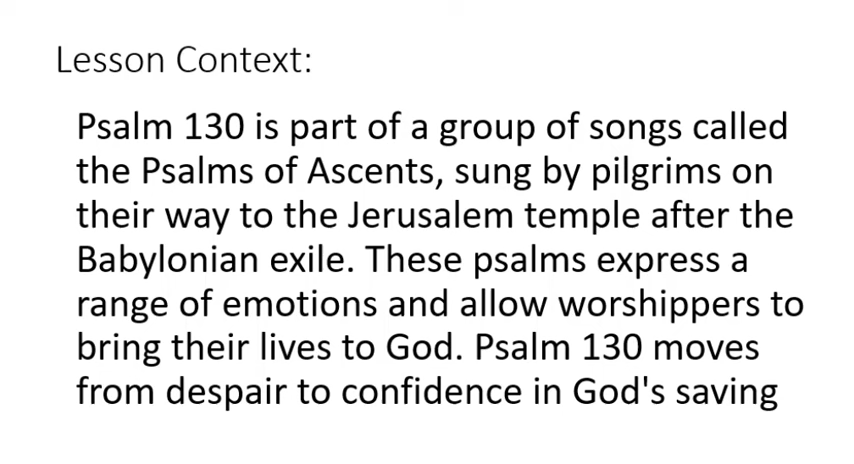 Lesson Context:
Psalm 130 is part of a group of songs called
the Psalms of Ascents, sung by pilgrims on
their way to the Jerusalem temple after the
Babylonian exile. These psalms express a
range of emotions and allow worshippers to
bring their lives to God. Psalm 130 moves
from despair to confidence in God's saving